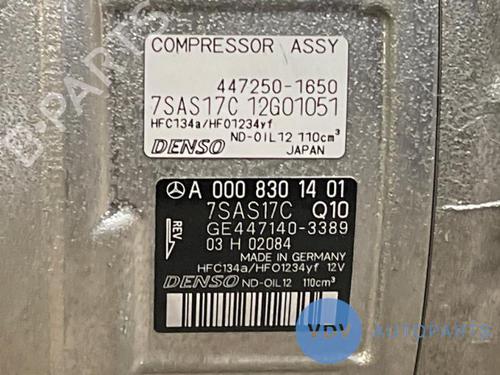 COMPRESSOR ASSY
447250-1650
7SAS17C 12G01051
HFC134a/HFO1234yf
ND-OIL12 110cm³
DENSO
JAPAN
A 000 830 14 01
7SAS17C Q10
GE447140-3389
REV
03 H 02084
MADE IN GERMANY
HFC134a/HFO1234yf 12V
DENSO ND-OIL12 110cm³
VDV AUTOPARTS